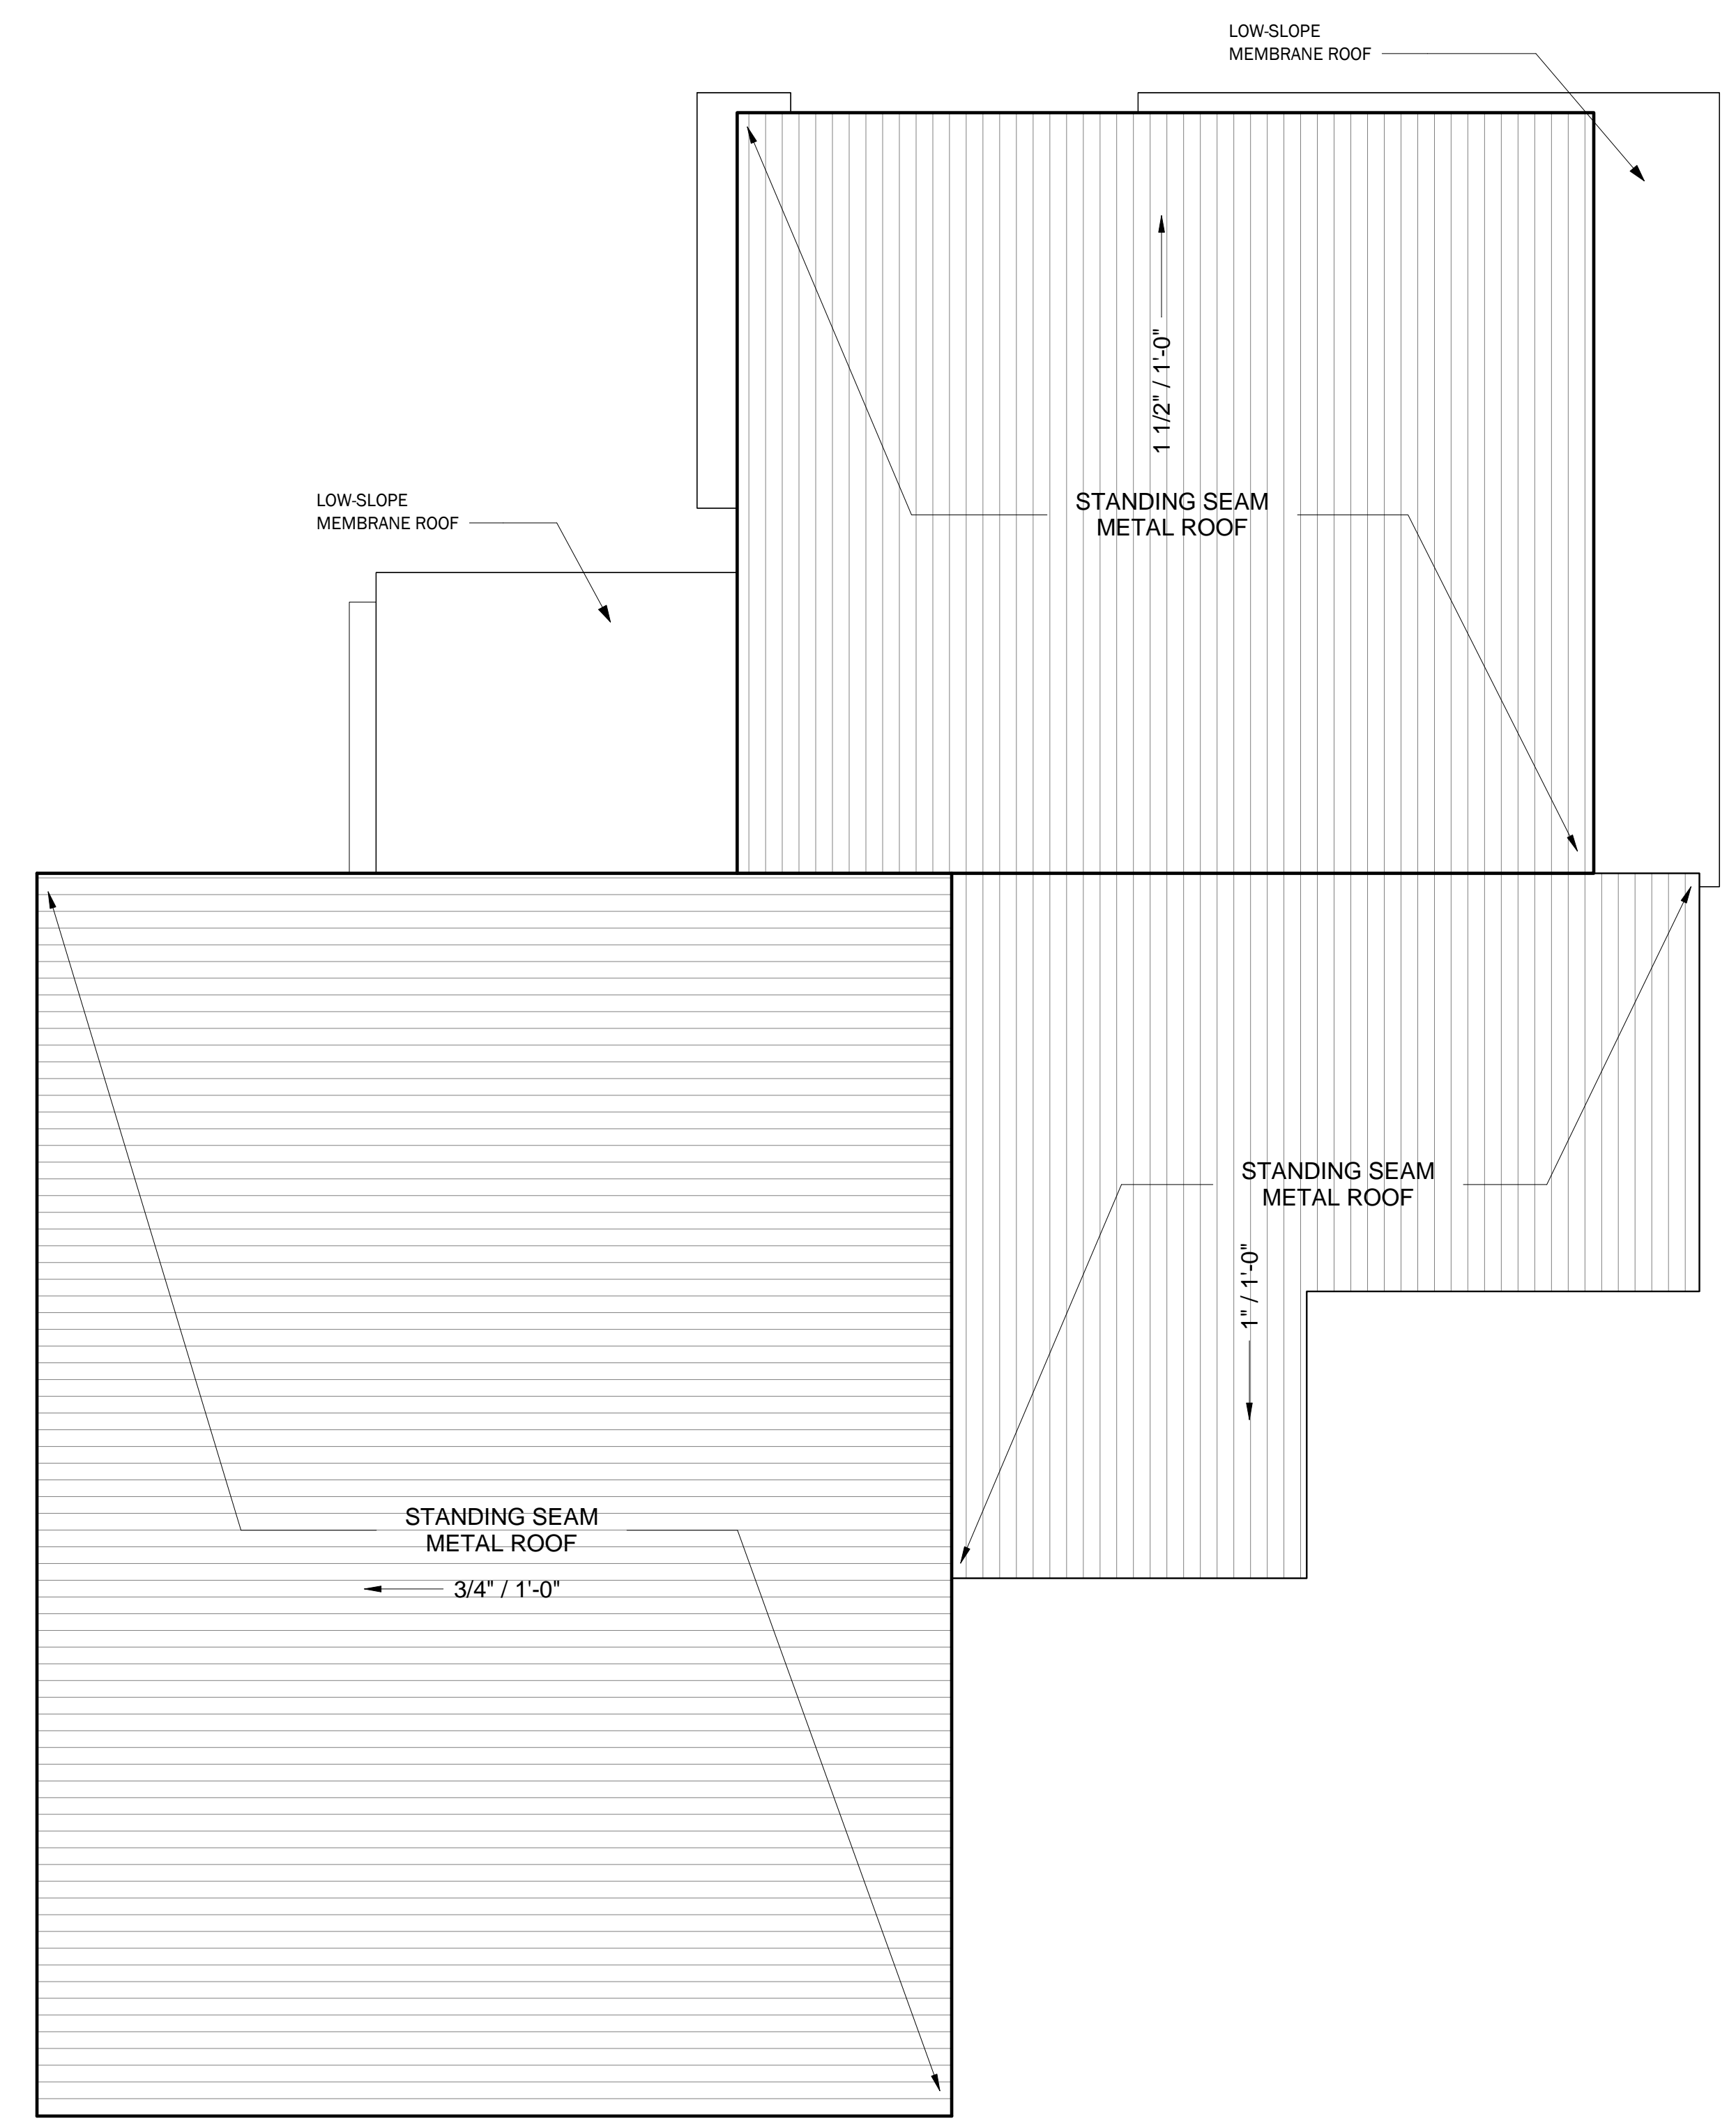 LOW-SLOPE
MEMBRANE ROOF
1 1/2" / 1'-0"
STANDING SEAM
METAL ROOF
LOW-SLOPE
MEMBRANE ROOF
STANDING SEAM
METAL ROOF
1" / 1'-0"
STANDING SEAM
METAL ROOF
3/4" / 1'-0"